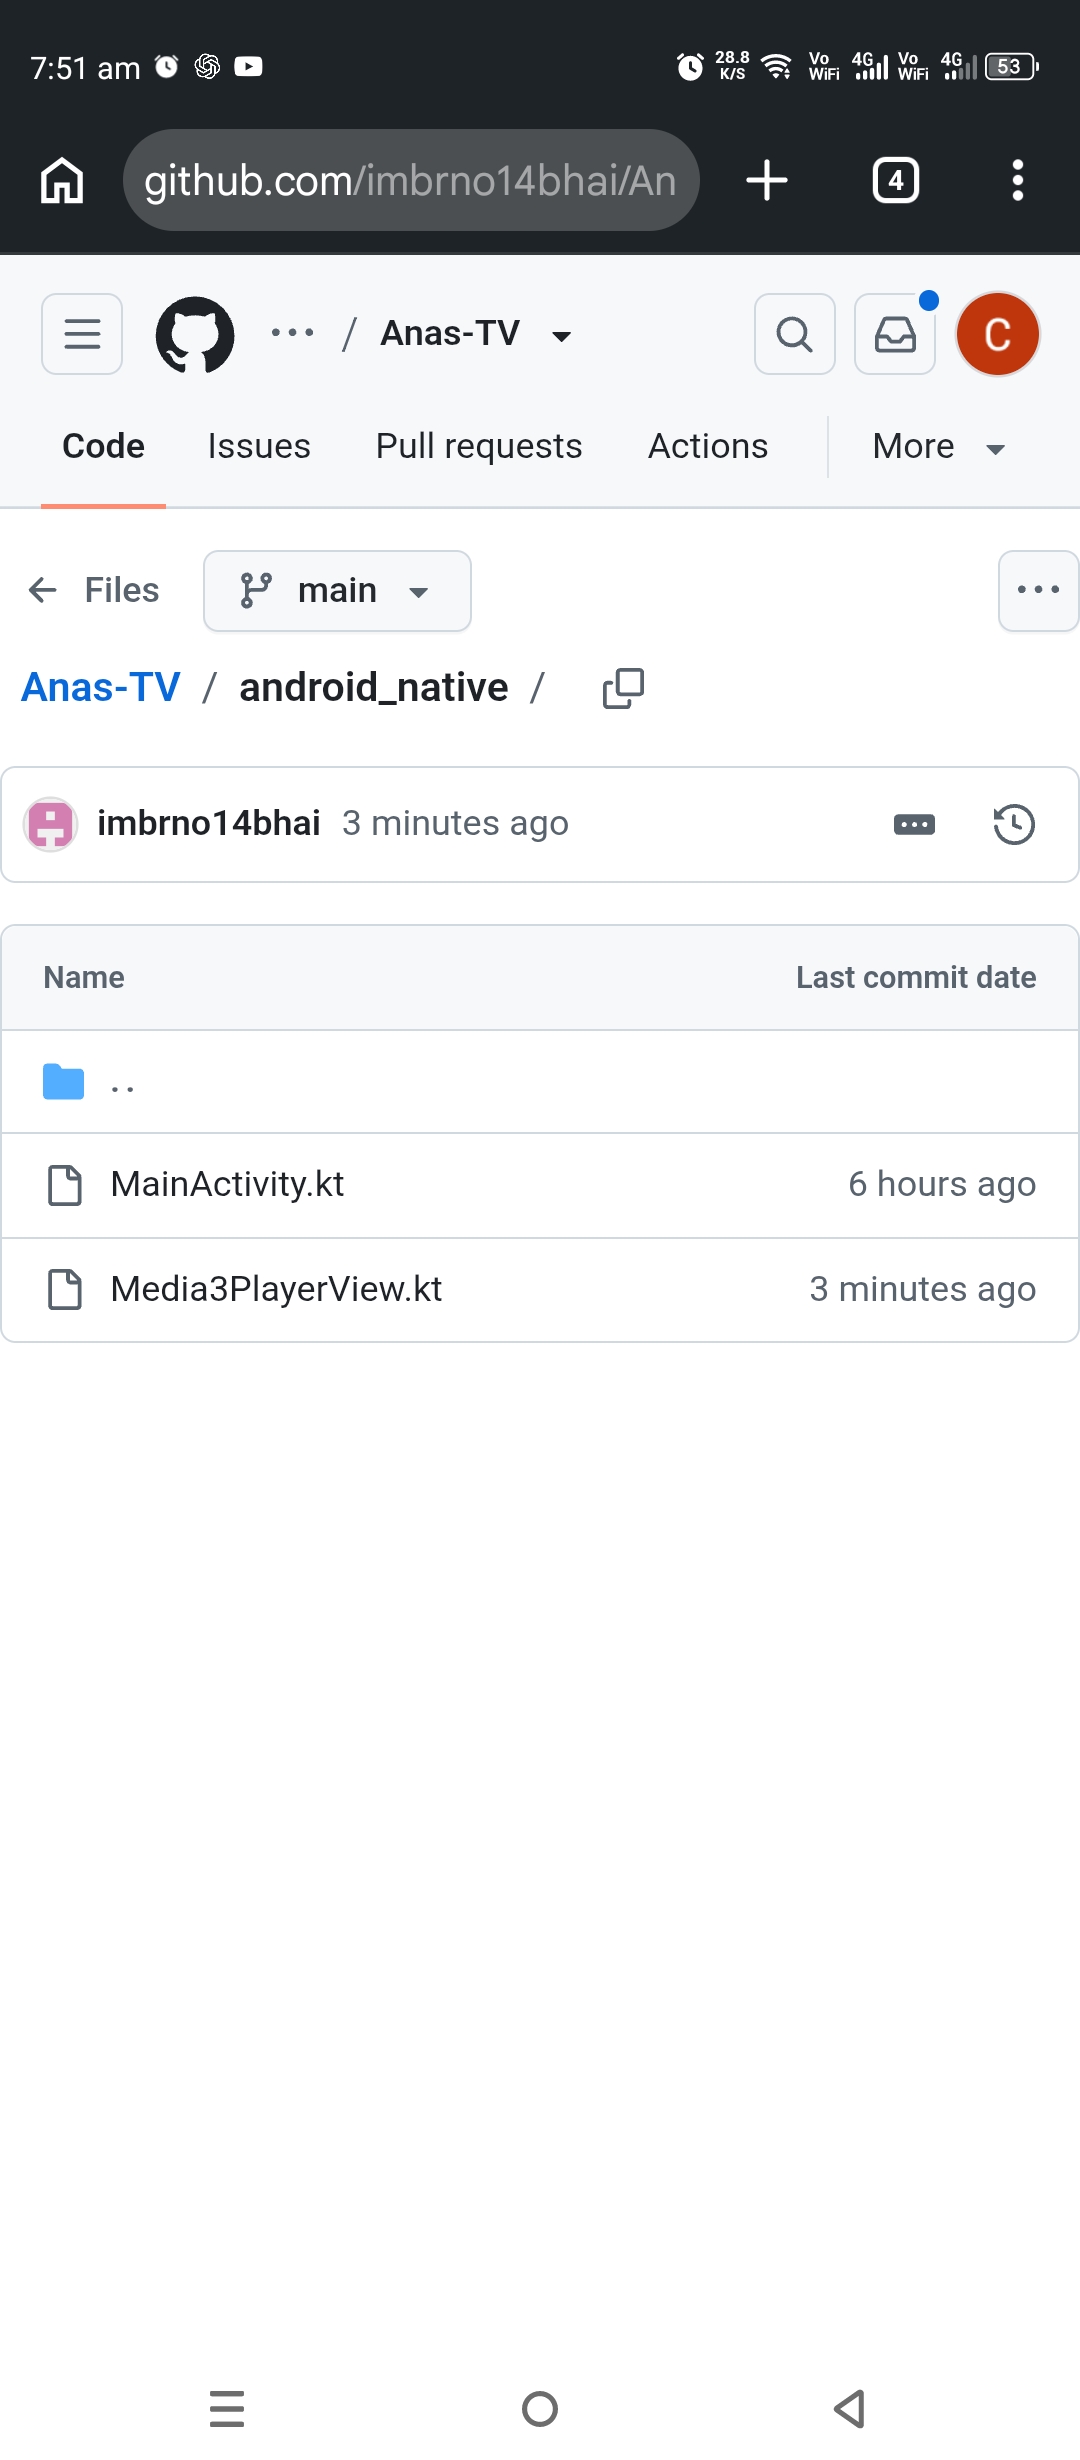 7:51 am 28.8 K/S Vo WiFi 4G Vo WiFi 4G 53
github.com/imbrno14bhai/An 4
... / Anas-TV C
Code Issues Pull requests Actions More
Files main ...
Anas-TV / android_native /
imbrno14bhai 3 minutes ago
Name Last commit date
..
MainActivity.kt 6 hours ago
Media3PlayerView.kt 3 minutes ago